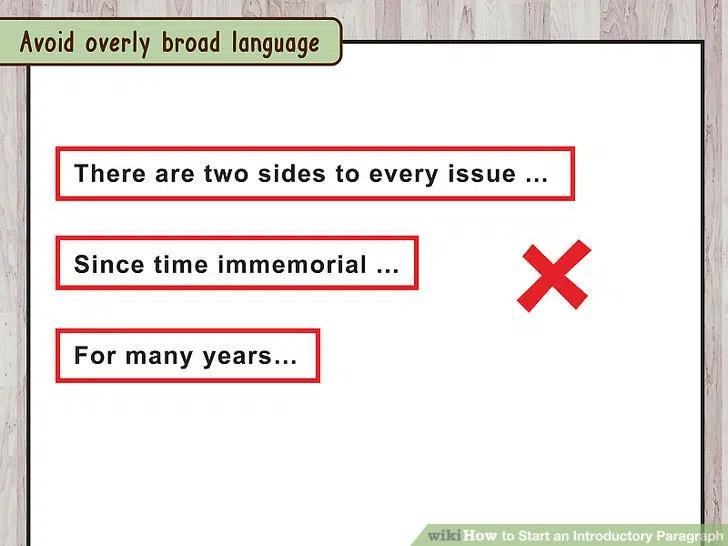 Avoid overly broad language
There are two sides to every issue ...
Since time immemorial ...
For many years...
wikiHow to Start an Introductory Paragraph